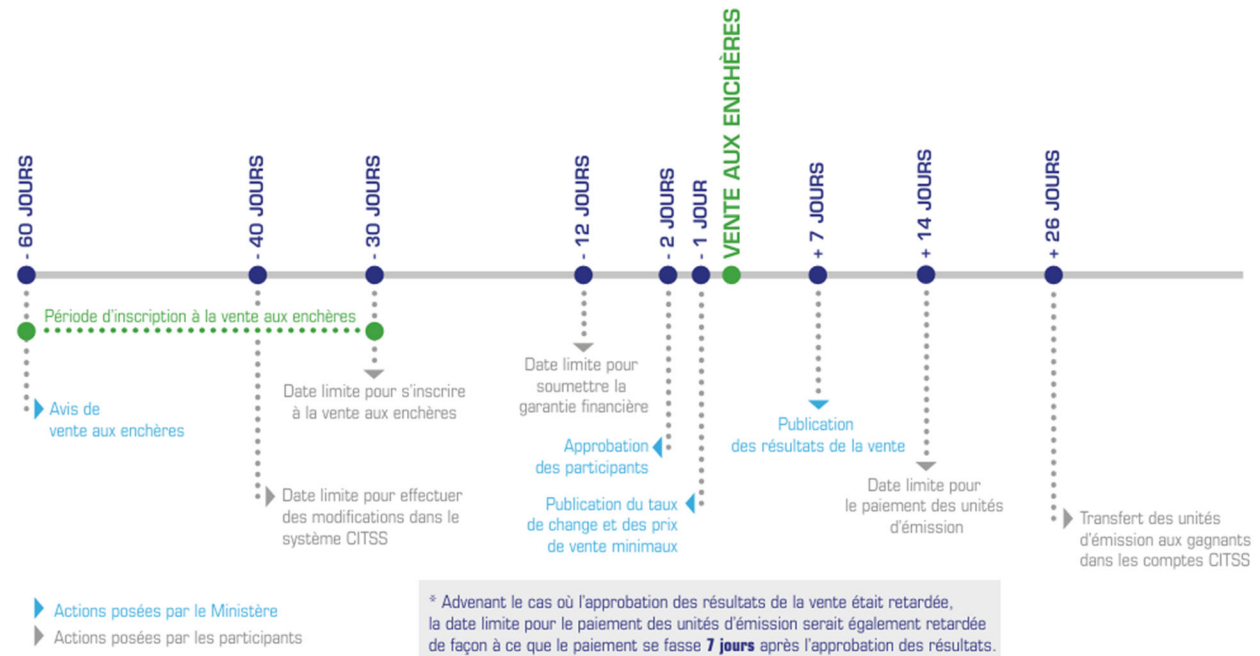 - 60 JOURS
- 40 JOURS
- 30 JOURS
- 12 JOURS
- 2 JOURS
- 1 JOUR
VENTE AUX ENCHÈRES
+ 7 JOURS
+ 14 JOURS
+ 26 JOURS
Période d'inscription à la vente aux enchères
Avis de
vente aux enchères
Date limite pour effectuer
des modifications dans le
système CITSS
Date limite pour s'inscrire
à la vente aux enchères
Date limite pour
soumettre la
garantie financière
Approbation
des participants
Publication du taux
de change et des prix
de vente minimaux
Publication
des résultats de la vente
Date limite pour
le paiement des unités
d'émission
Transfert des unités
d'émission aux gagnants
dans les comptes CITSS
Actions posées par le Ministère
Actions posées par les participants
* Advenant le cas où l'approbation des résultats de la vente était retardée,
la date limite pour le paiement des unités d'émission serait également retardée
de façon à ce que le paiement se fasse 7 jours après l'approbation des résultats.